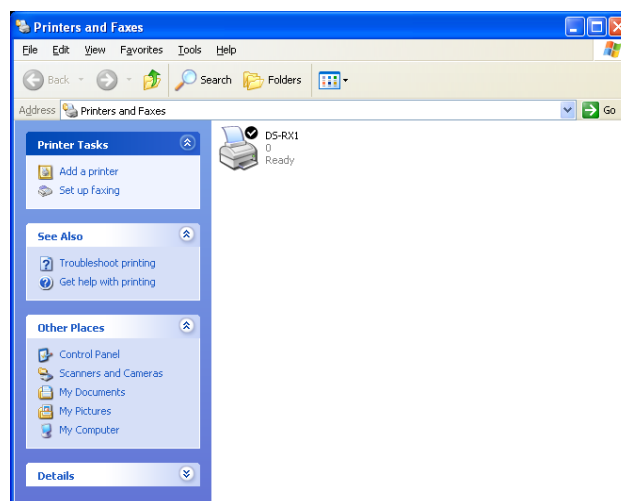 Printers and Faxes
File Edit View Favorites Tools Help
Back Search Folders
Address Printers and Faxes Go
Printer Tasks
Add a printer
Set up faxing
See Also
Troubleshoot printing
Get help with printing
Other Places
Control Panel
Scanners and Cameras
My Documents
My Pictures
My Computer
Details
DS-RX1
0
Ready